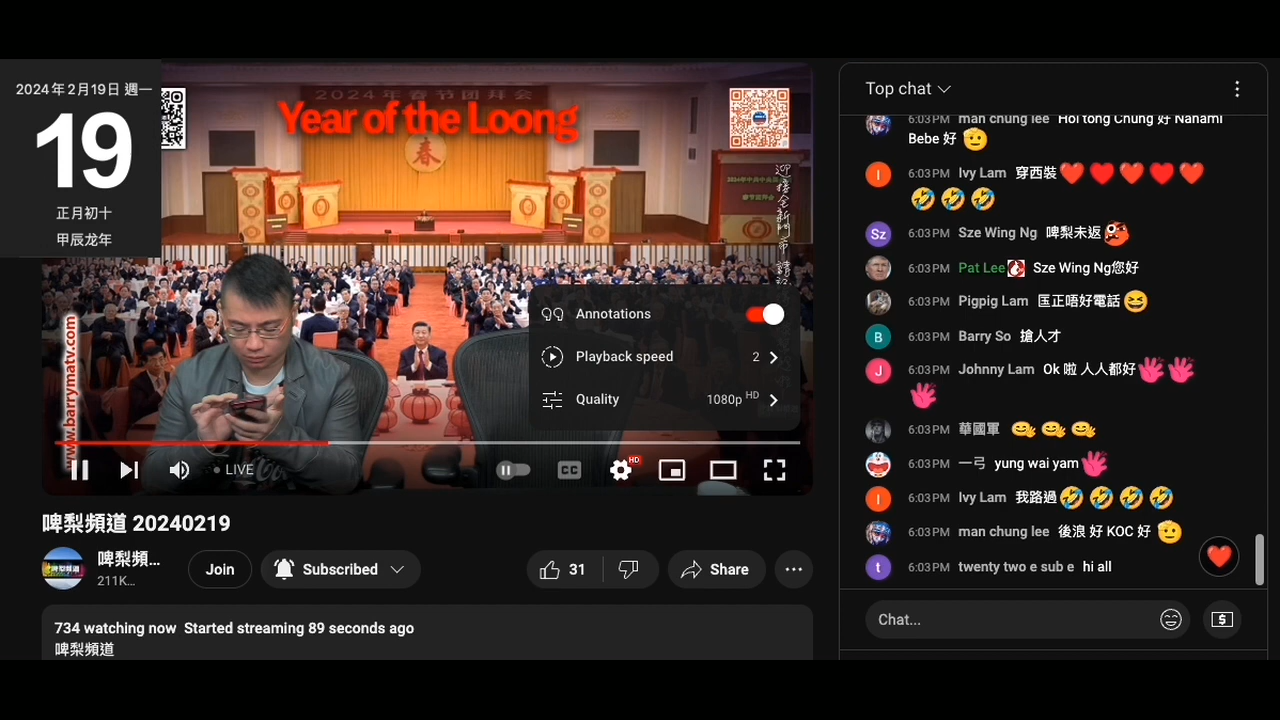 2024年2月19日 週一
19
正月初十
甲辰龙年
2024年春节团拜会
Year of the Loong
春
www.barrymatv.com
Annotations
Playback speed 2
Quality 1080p HD
LIVE
CC
HD
啤梨頻道 20240219
啤梨頻...
211K...
Join
Subscribed
31
Share
734 watching now Started streaming 89 seconds ago
啤梨頻道
Top chat
6:03 PM man chung lee Hoi tong Chung 好 Nanami
Bebe 好 🫡
I 6:03 PM Ivy Lam 穿西裝❤️❤️❤️❤️❤️
🤣🤣🤣
Sz 6:03 PM Sze Wing Ng 啤梨未返
6:03 PM Pat Lee Sze Wing Ng您好
6:03 PM Pigpig Lam 匡正唔好電話😆
B 6:03 PM Barry So 搶人才
J 6:03 PM Johnny Lam Ok 啦 人人都好
6:03 PM 華國軍
6:03 PM 一弓 yung wai yam
I 6:03 PM Ivy Lam 我路過🤣🤣🤣🤣
6:03 PM man chung lee 後浪 好 KOC 好 🫡
t 6:03 PM twenty two e sub e hi all
Chat...